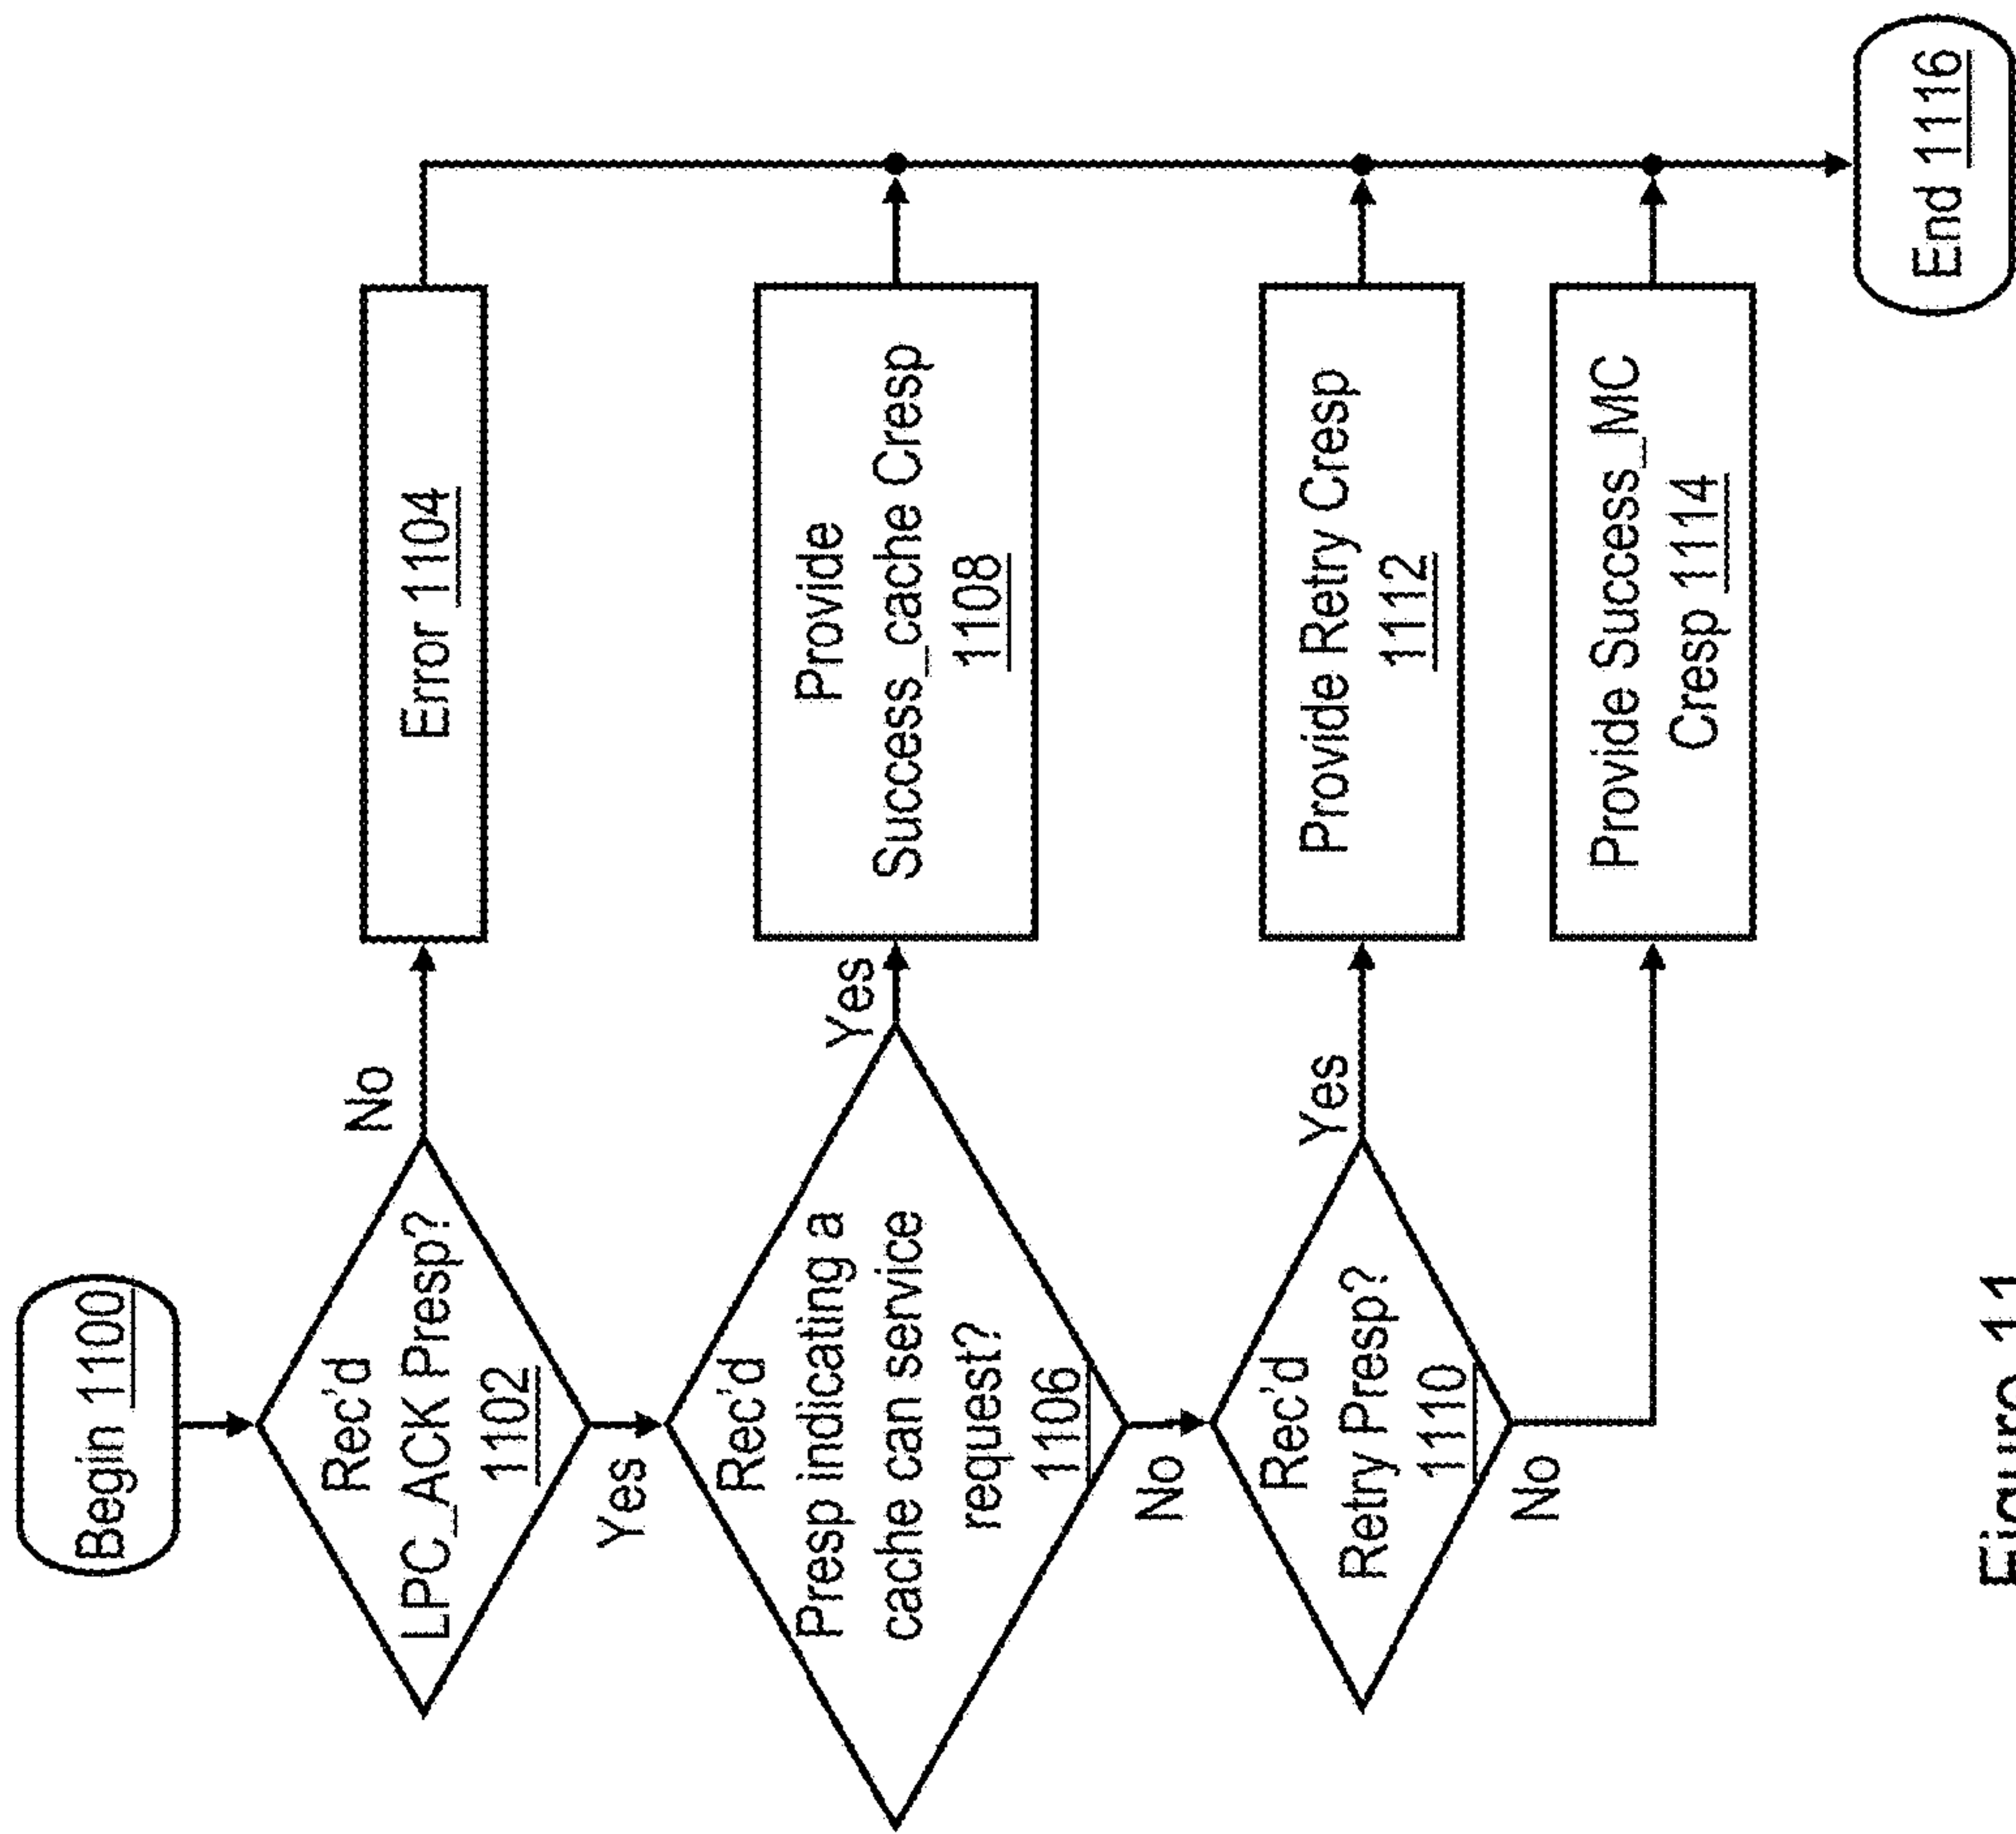 Begin 1100
Rec'd
LPC_ACK Presp?
1102
No
Error 1104
Yes
Rec'd
Presp indicating a
cache can service
request?
1106
Yes
Provide
Success_cache Cresp
1108
No
Rec'd
Retry Presp?
1110
Yes
Provide Retry Cresp
1112
No
Provide Success_MC
Cresp 1114
End 1116
Figure 11